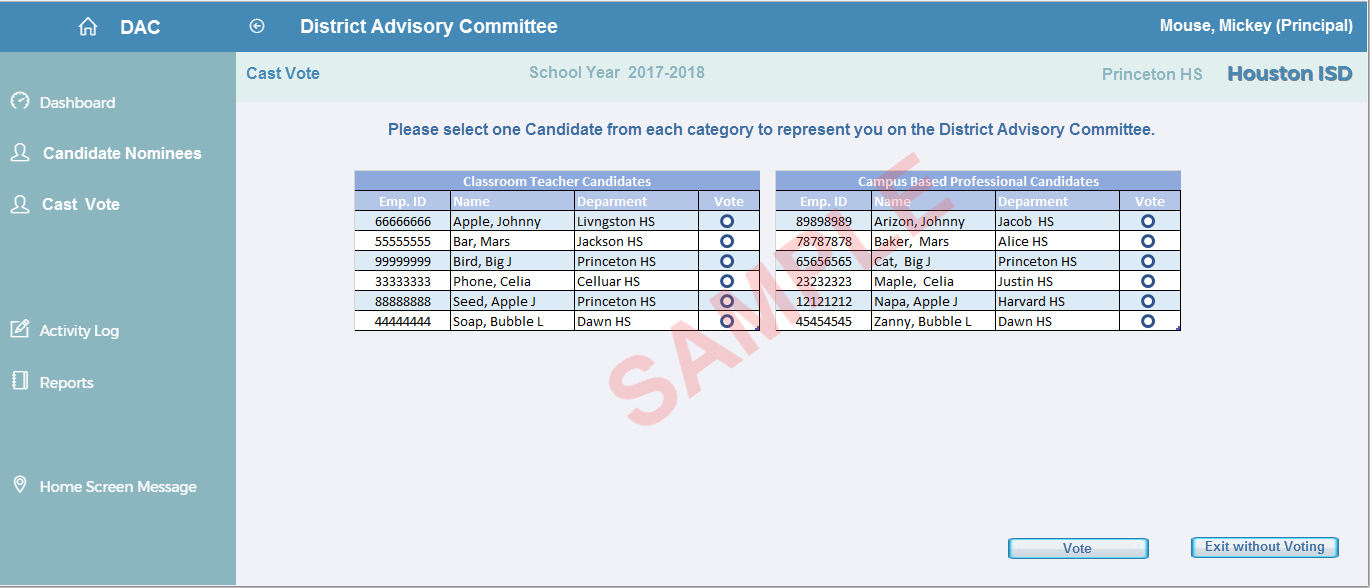 DAC District Advisory Committee Mouse, Mickey (Principal)
Cast Vote School Year 2017-2018 Princeton HS Houston ISD
Dashboard
Candidate Nominees
Cast Vote
Activity Log
Reports
Home Screen Message
Please select one Candidate from each category to represent you on the District Advisory Committee.
Classroom Teacher Candidates
Emp. ID Name Deparment Vote
66666666 Apple, Johnny Livngston HS
55555555 Bar, Mars Jackson HS
99999999 Bird, Big J Princeton HS
33333333 Phone, Celia Celluar HS
88888888 Seed, Apple J Princeton HS
44444444 Soap, Bubble L Dawn HS
Campus Based Professional Candidates
Emp. ID Name Deparment Vote
89898989 Arizon, Johnny Jacob HS
78787878 Baker, Mars Alice HS
65656565 Cat, Big J Princeton HS
23232323 Maple, Celia Justin HS
12121212 Napa, Apple J Harvard HS
45454545 Zanny, Bubble L Dawn HS
SAMPLE
Vote Exit without Voting